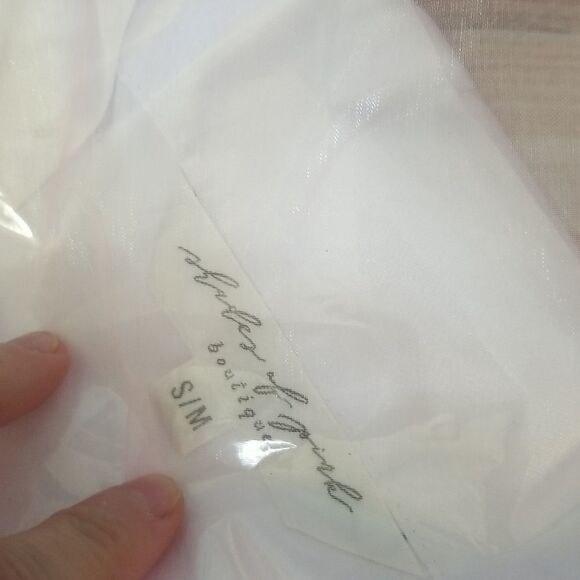 shades of pink
boutique
S/M